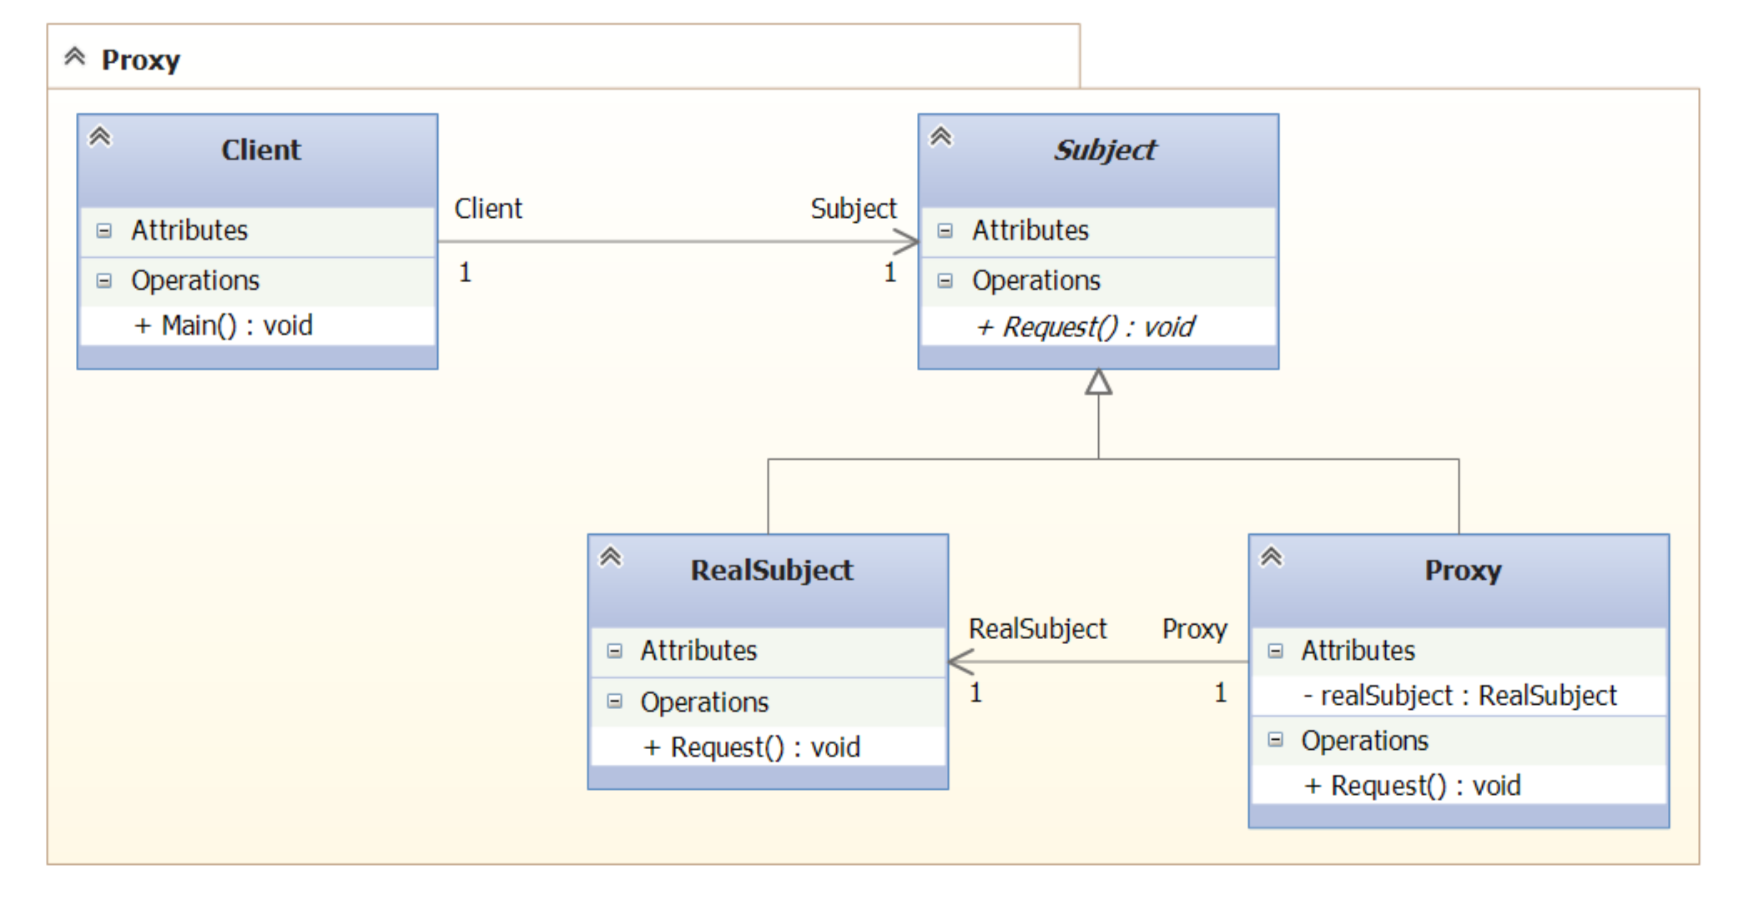 Proxy
Client
Attributes
Operations
+ Main() : void
Client
1
Subject
1
Subject
Attributes
Operations
+ Request() : void
RealSubject
Attributes
Operations
+ Request() : void
RealSubject
1
Proxy
1
Proxy
Attributes
- realSubject : RealSubject
Operations
+ Request() : void